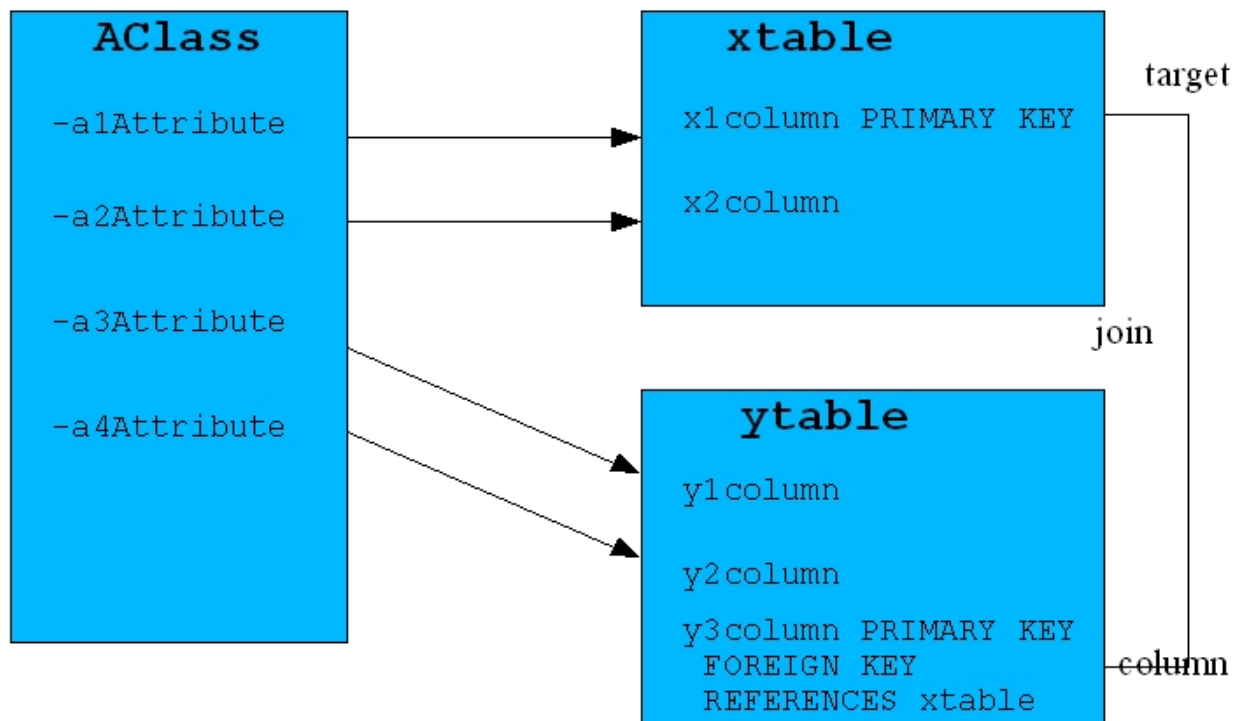 AClass
-a1Attribute
-a2Attribute
-a3Attribute
-a4Attribute
xtable
x1column PRIMARY KEY
x2column
target
join
ytable
y1column
y2column
y3column PRIMARY KEY
FOREIGN KEY
REFERENCES xtable
column